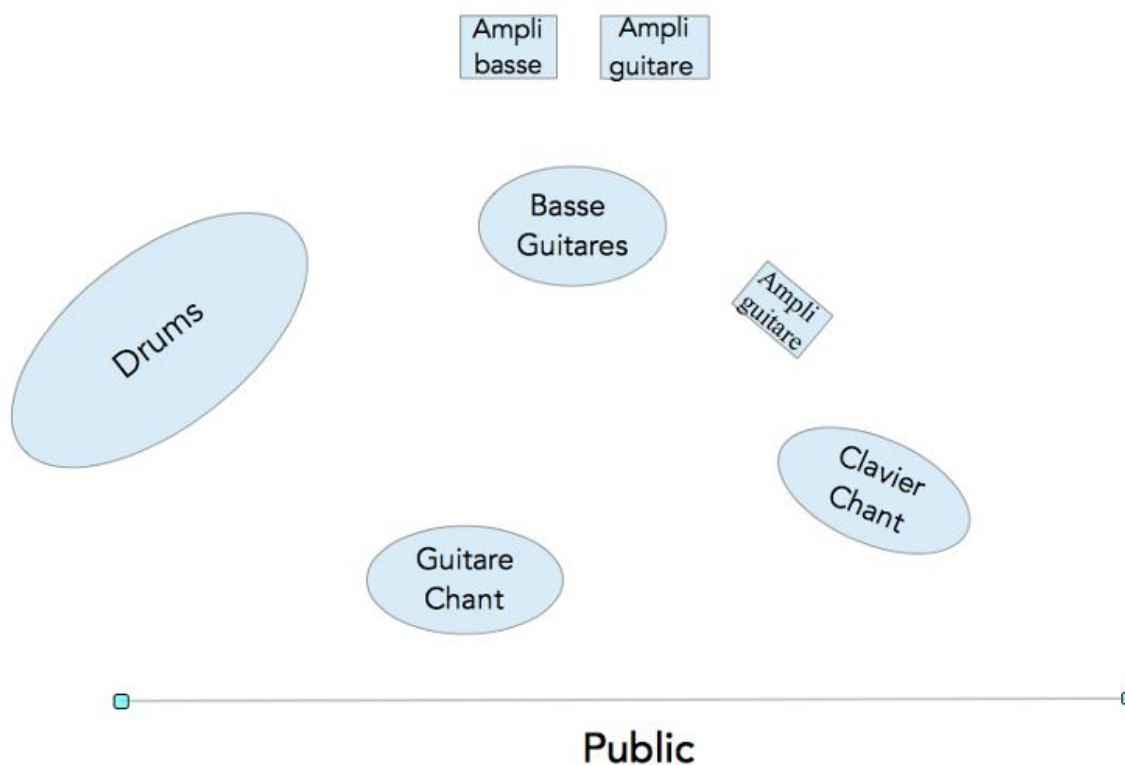 Ampli
basse
Ampli
guitare
Basse
Guitares
Ampli
guitare
Drums
Clavier
Chant
Guitare
Chant
Public